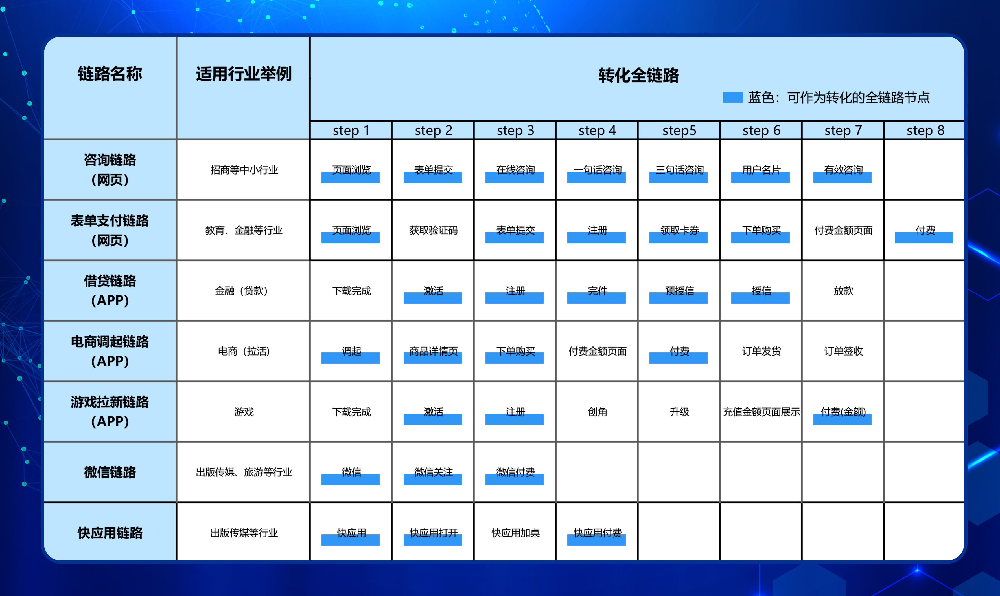 链路名称
适用行业举例
转化全链路
蓝色：可作为转化的全链路节点
step 1
step 2
step 3
step 4
step5
step 6
step 7
step 8
咨询链路
（网页）
招商等中小行业
页面浏览
表单提交
在线咨询
一句话咨询
三句话咨询
用户名片
有效咨询
表单支付链路
（网页）
教育、金融等行业
页面浏览
获取验证码
表单提交
注册
领取卡券
下单购买
付费金额页面
付费
借贷链路
（APP）
金融（贷款）
下载完成
激活
注册
完件
预授信
授信
放款
电商调起链路
（APP）
电商（拉活）
调起
商品详情页
下单购买
付费金额页面
付费
订单发货
订单签收
游戏拉新链路
（APP）
游戏
下载完成
激活
注册
创角
升级
充值金额页面展示
付费(金额)
微信链路
出版传媒、旅游等行业
微信
微信关注
微信付费
快应用链路
出版传媒等行业
快应用
快应用打开
快应用加桌
快应用付费